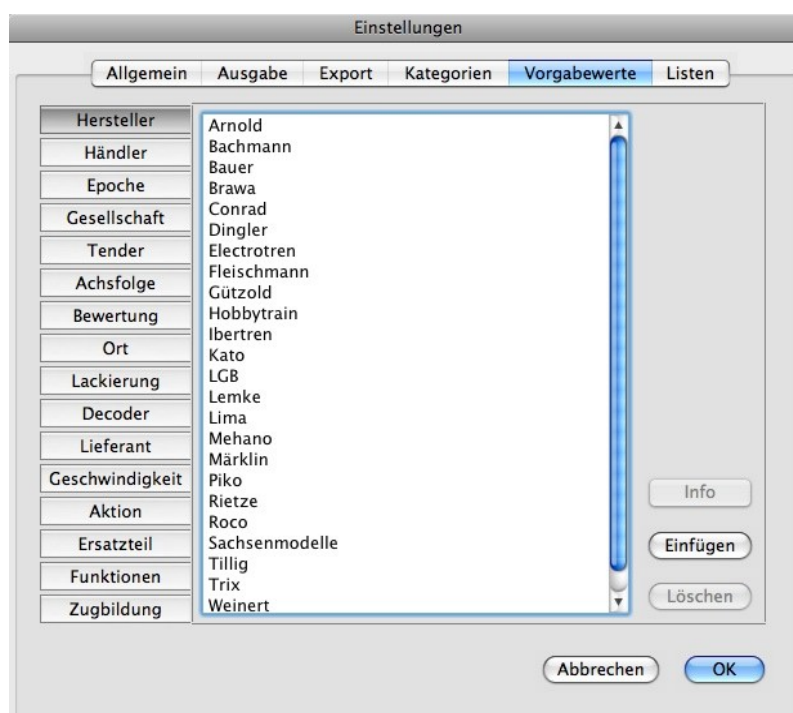 Einstellungen
Allgemein Ausgabe Export Kategorien Vorgabewerte Listen
Hersteller
Händler
Epoche
Gesellschaft
Tender
Achsfolge
Bewertung
Ort
Lackierung
Decoder
Lieferant
Geschwindigkeit
Aktion
Ersatzteil
Funktionen
Zugbildung
Arnold
Bachmann
Bauer
Brawa
Conrad
Dingler
Electrotren
Fleischmann
Gützold
Hobbytrain
Ibertren
Kato
LGB
Lemke
Lima
Mehano
Märklin
Piko
Rietze
Roco
Sachsenmodelle
Tillig
Trix
Weinert
Info
Einfügen
Löschen
Abbrechen OK